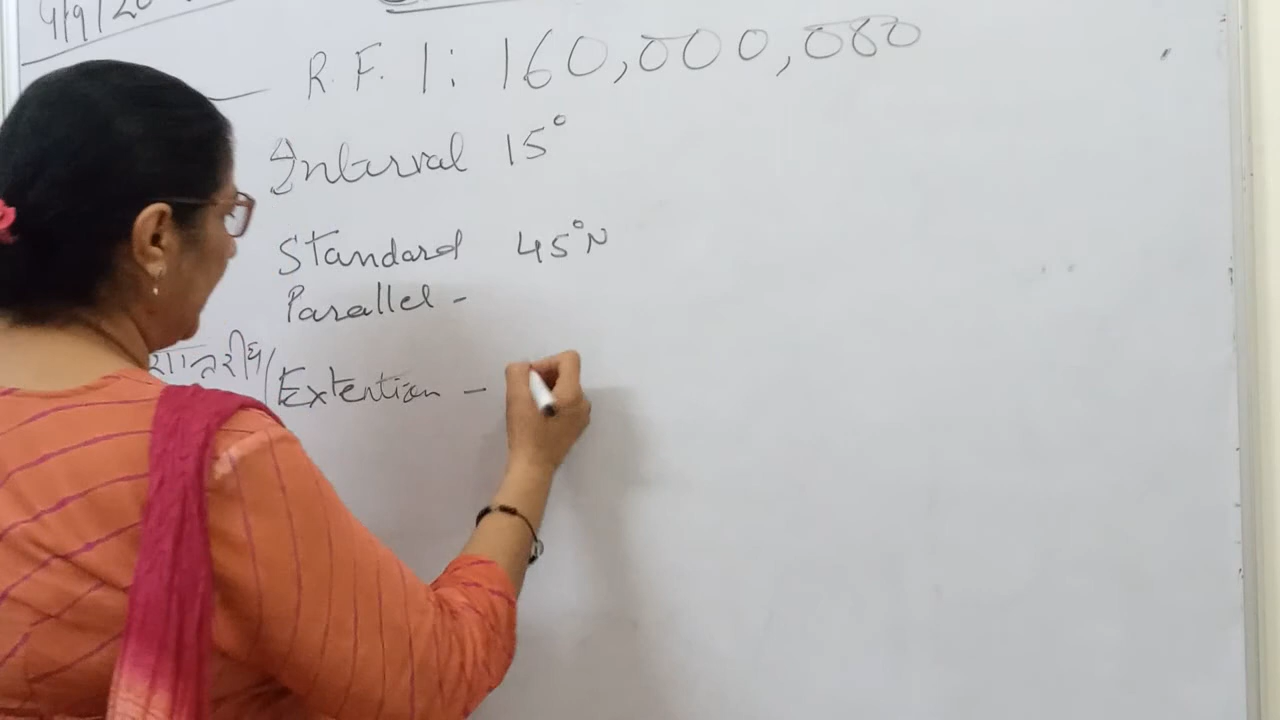 4/9/20
R.F. 1: 160,000,000
Interval 15°
Standard 45°N
Parallel -
/Extention -